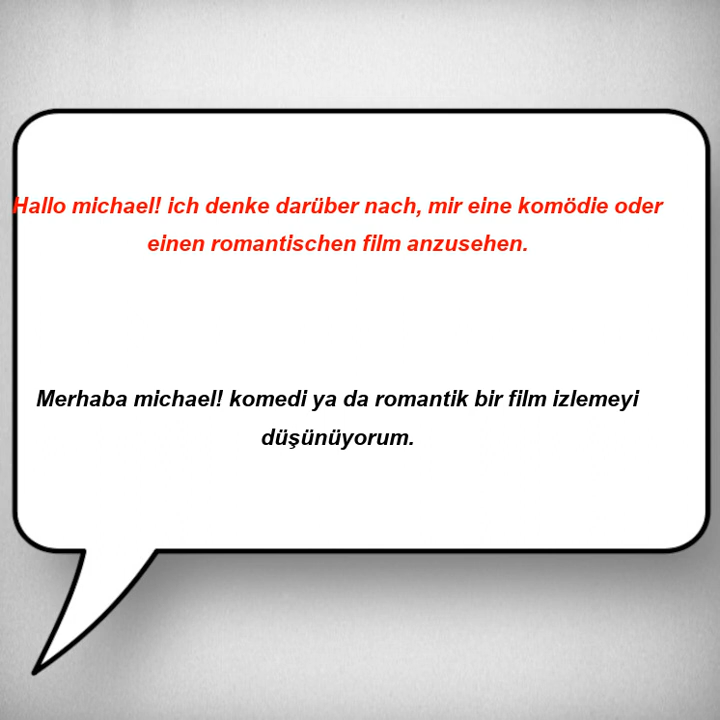 Hallo michael! ich denke darüber nach, mir eine komödie oder
einen romantischen film anzusehen.
Merhaba michael! komedi ya da romantik bir film izlemeyi
düşünüyorum.